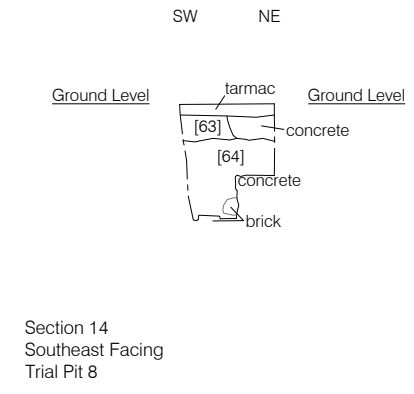 SW NE
tarmac
Ground Level Ground Level
[63] concrete
[64]
concrete
brick
Section 14
Southeast Facing
Trial Pit 8